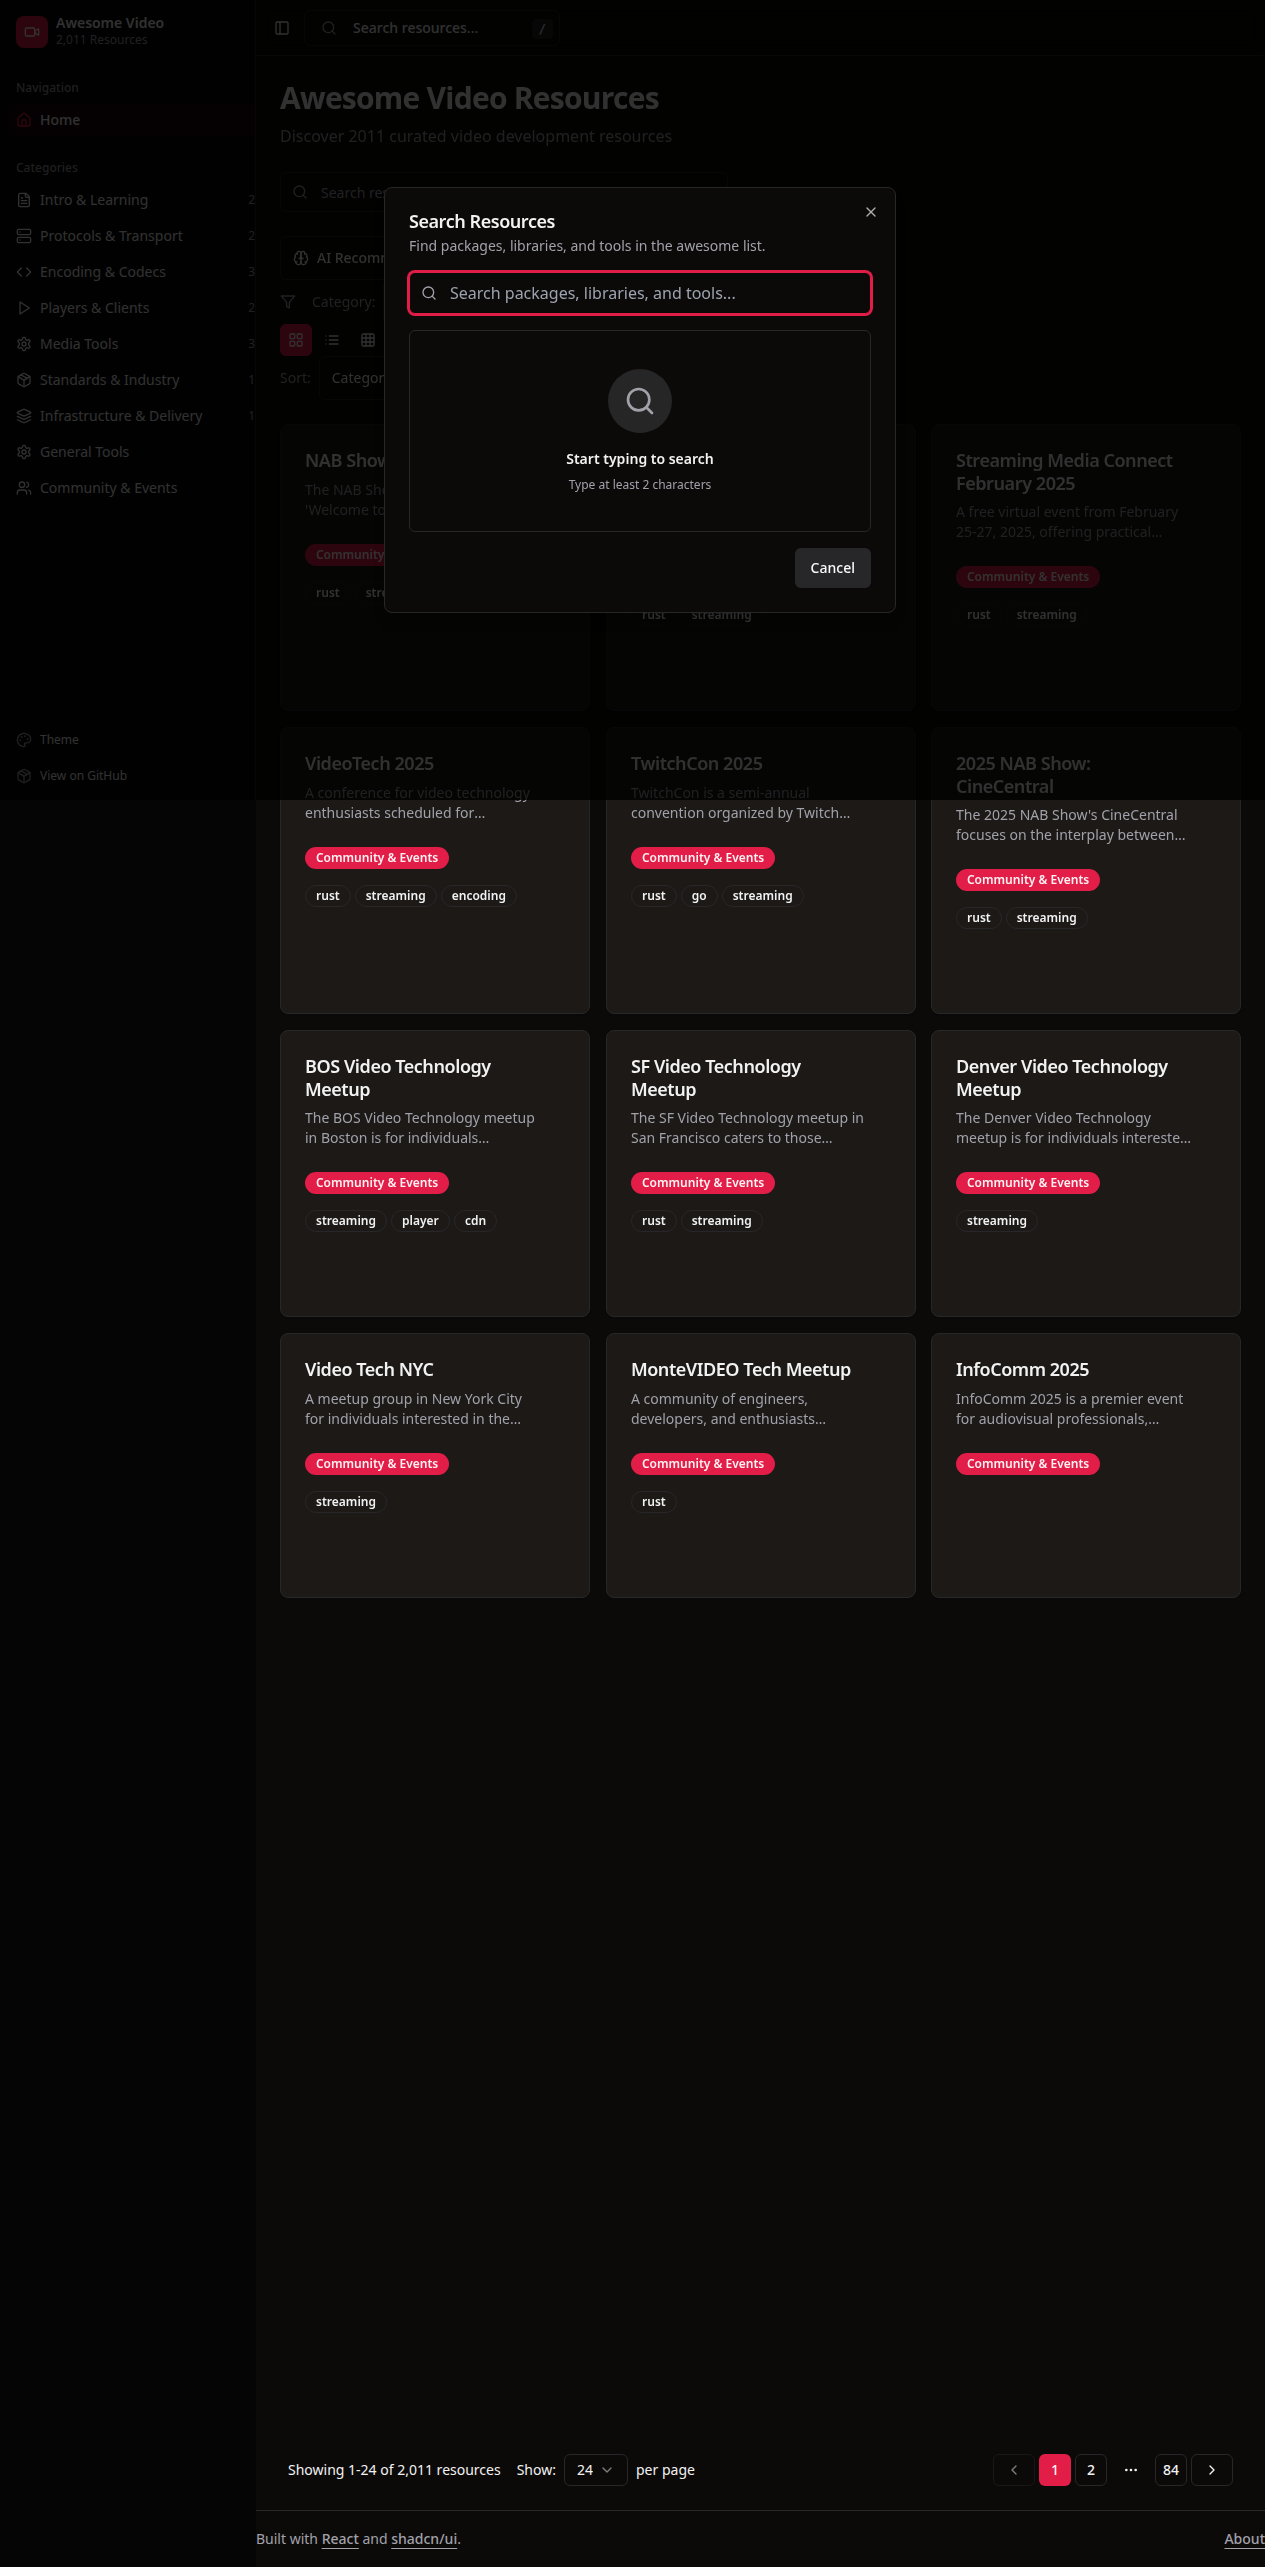 Awesome Video
2,011 Resources
Navigation
Home
Categories
Intro & Learning 2
Protocols & Transport 2
Encoding & Codecs 3
Players & Clients 2
Media Tools 3
Standards & Industry 1
Infrastructure & Delivery 1
General Tools
Community & Events
Theme
View on GitHub
Search resources... /
Awesome Video Resources
Discover 2011 curated video development resources
Search res
AI Recom
Category:
Sort: Categor
Search Resources
Find packages, libraries, and tools in the awesome list.
Search packages, libraries, and tools...
Start typing to search
Type at least 2 characters
Cancel
NAB Show
The NAB Sho
'Welcome to
Community
rust stre
rust streaming
Streaming Media Connect
February 2025
A free virtual event from February
25-27, 2025, offering practical...
Community & Events
rust streaming
VideoTech 2025
A conference for video technology
enthusiasts scheduled for...
Community & Events
rust streaming encoding
TwitchCon 2025
TwitchCon is a semi-annual
convention organized by Twitch...
Community & Events
rust go streaming
2025 NAB Show:
CineCentral
The 2025 NAB Show's CineCentral
focuses on the interplay between...
Community & Events
rust streaming
BOS Video Technology
Meetup
The BOS Video Technology meetup
in Boston is for individuals...
Community & Events
streaming player cdn
SF Video Technology
Meetup
The SF Video Technology meetup in
San Francisco caters to those...
Community & Events
rust streaming
Denver Video Technology
Meetup
The Denver Video Technology
meetup is for individuals intereste...
Community & Events
streaming
Video Tech NYC
A meetup group in New York City
for individuals interested in the...
Community & Events
streaming
MonteVIDEO Tech Meetup
A community of engineers,
developers, and enthusiasts...
Community & Events
rust
InfoComm 2025
InfoComm 2025 is a premier event
for audiovisual professionals,...
Community & Events
Showing 1-24 of 2,011 resources Show: 24 per page
1 2 ... 84
Built with React and shadcn/ui.
About